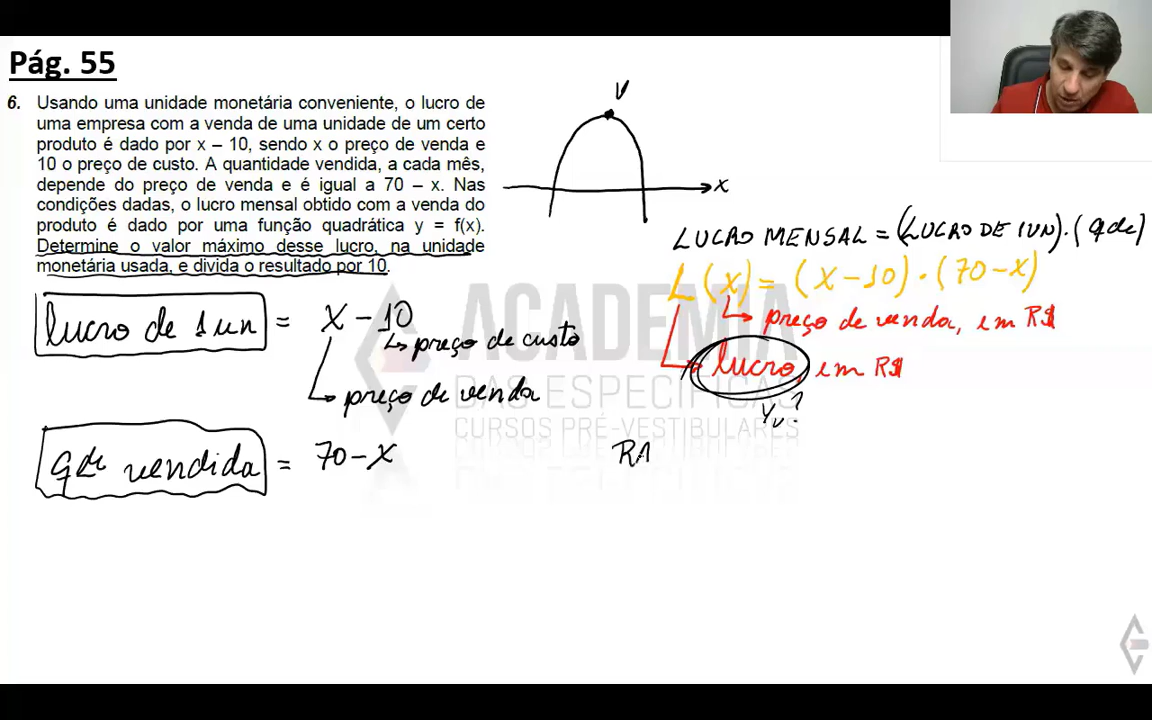 Pág. 55
6. Usando uma unidade monetária conveniente, o lucro de
uma empresa com a venda de uma unidade de um certo
produto é dado por x – 10, sendo x o preço de venda e
10 o preço de custo. A quantidade vendida, a cada mês,
depende do preço de venda e é igual a 70 – x. Nas
condições dadas, o lucro mensal obtido com a venda do
produto é dado por uma função quadrática y = f(x).
Determine o valor máximo desse lucro, na unidade
monetária usada, e divida o resultado por 10.
V
x
LUCRO MENSAL = (LUCRO DE 1UN).(qde)
L(x) = (x-10).(70-x)
preço de venda, em R$
lucro, em R$
Yv?
lucro de 1un = x-10
preço de custo
preço de venda
qde vendida = 70-x
RA
ACADEMIA
DAS ESPECÍFICAS
CURSOS PRÉ-VESTIBULARES